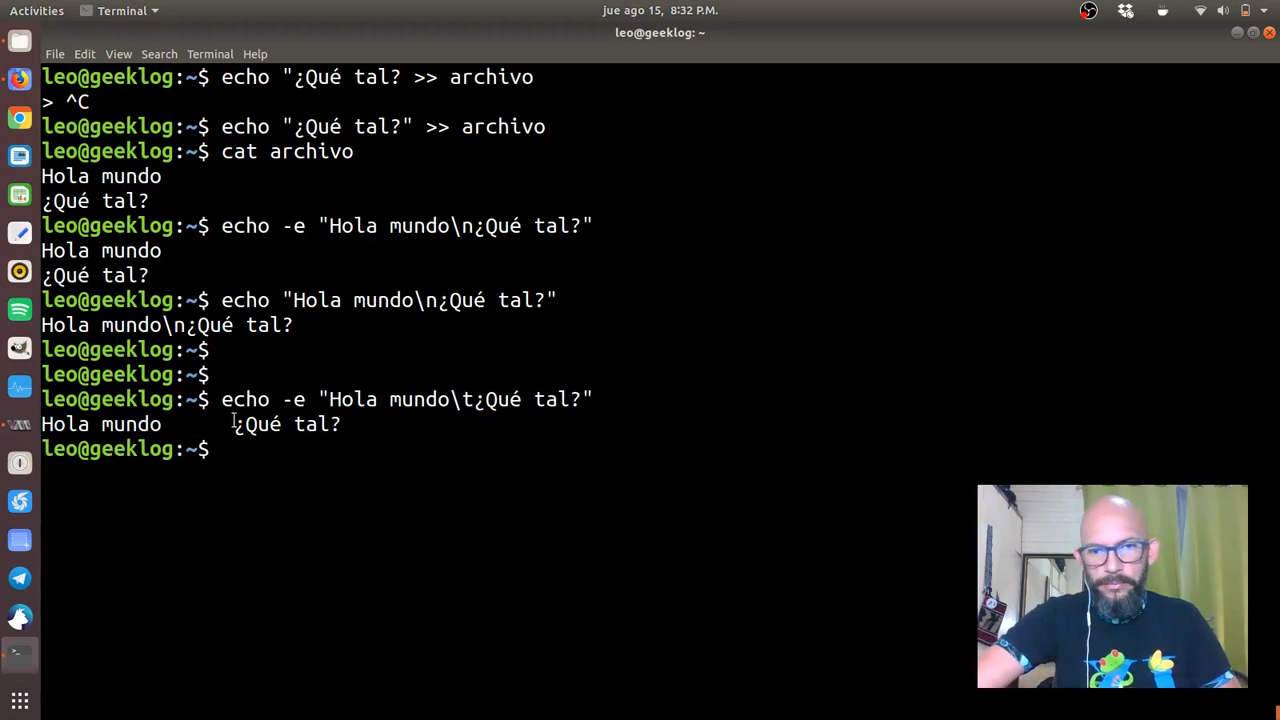 Activities Terminal jue ago 15, 8:32 P.M.
leo@geeklog: ~
File Edit View Search Terminal Help
leo@geeklog:~$ echo "¿Qué tal? >> archivo
> ^C
leo@geeklog:~$ echo "¿Qué tal?" >> archivo
leo@geeklog:~$ cat archivo
Hola mundo
¿Qué tal?
leo@geeklog:~$ echo -e "Hola mundo\n¿Qué tal?"
Hola mundo
¿Qué tal?
leo@geeklog:~$ echo "Hola mundo\n¿Qué tal?"
Hola mundo\n¿Qué tal?
leo@geeklog:~$
leo@geeklog:~$
leo@geeklog:~$ echo -e "Hola mundo\t¿Qué tal?"
Hola mundo ¿Qué tal?
leo@geeklog:~$